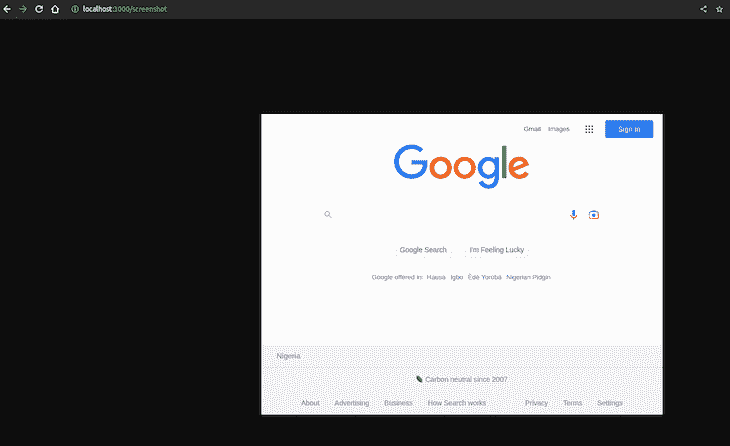 localhost:3000/screenshot
Gmail Images Sign in
Google
Google Search I'm Feeling Lucky
Google offered in: Hausa Igbo Èdè Yorùbá Nigerian Pidgin
Nigeria
Carbon neutral since 2007
About Advertising Business How Search works Privacy Terms Settings